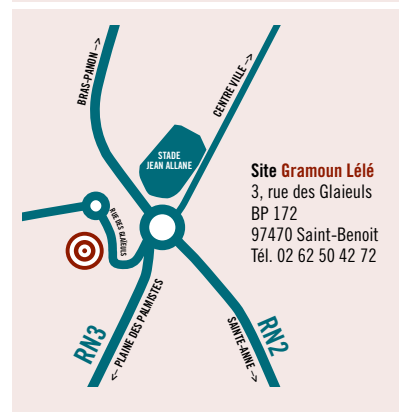 BRAS-PANON -->
CENTRE VILLE -->
STADE
JEAN ALLANE
RUE DES GLAÏEULS
Site Gramoun Lélé
3, rue des Glaieuls
BP 172
97470 Saint-Benoit
Tél. 02 62 50 42 72
RN3
<-- PLAINE DES PALMISTES
SAINTE-ANNE -->
RN2